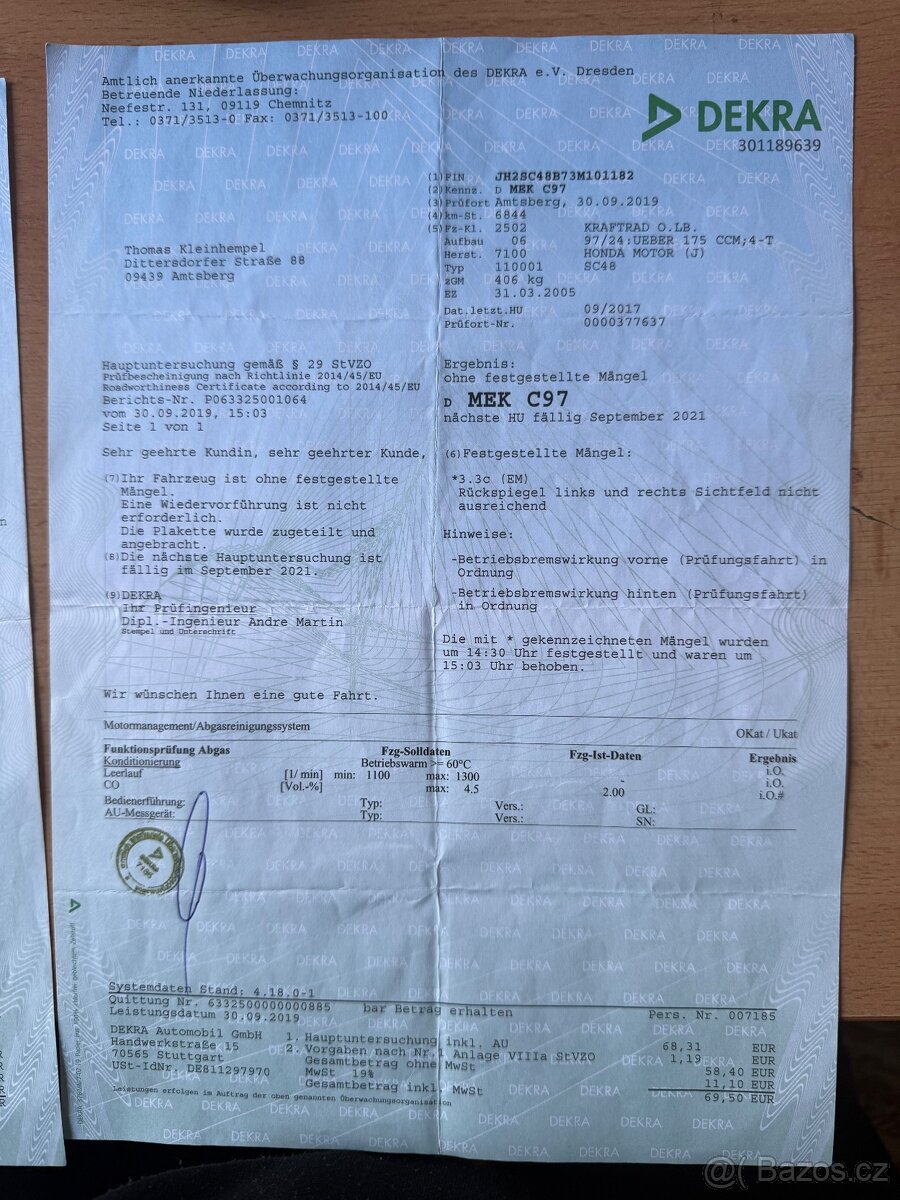 Amtlich anerkannte Überwachungsorganisation des DEKRA e.V. Dresden
Betreuende Niederlassung:
Neefestr. 131, 09119 Chemnitz
Tel.: 0371/3513-0 Fax: 0371/3513-100
DEKRA
301189639
(1) FIN JH2SC48B73M101182
(2) Kennz. D MEK C97
(3) Prüfort Amtsberg, 30.09.2019
(4) km-St. 6844
(5) Fz-Kl. 2502 KRAFTRAD O.LB.
Aufbau 06 97/24:UEBER 175 CCM;4-T
Herst. 7100 HONDA MOTOR (J)
Typ 110001 SC48
zGM 406 kg
EZ 31.03.2005
Dat.letzt.HU 09/2017
Prüfort-Nr. 0000377637
Thomas Kleinhempel
Dittersdorfer Straße 88
09439 Amtsberg
Hauptuntersuchung gemäß § 29 StVZO
Prüfbescheinigung nach Richtlinie 2014/45/EU
Roadworthiness Certificate according to 2014/45/EU
Berichts-Nr. P063325001064
vom 30.09.2019, 15:03
Seite 1 von 1
Ergebnis:
ohne festgestellte Mängel
D MEK C97
nächste HU fällig September 2021
Sehr geehrte Kundin, sehr geehrter Kunde,
(7) Ihr Fahrzeug ist ohne festgestellte
Mängel.
Eine Wiedervorführung ist nicht
erforderlich.
Die Plakette wurde zugeteilt und
angebracht.
(8) Die nächste Hauptuntersuchung ist
fällig im September 2021.
(9) DEKRA
Ihr Prüfingenieur
Dipl.-Ingenieur Andre Martin
Stempel und Unterschrift
(6) Festgestellte Mängel:
*3.3c (EM)
Rückspiegel links und rechts Sichtfeld nicht
ausreichend
Hinweise:
-Betriebsbremswirkung vorne (Prüfungsfahrt) in
Ordnung
-Betriebsbremswirkung hinten (Prüfungsfahrt)
in Ordnung
Die mit * gekennzeichneten Mängel wurden
um 14:30 Uhr festgestellt und waren um
15:03 Uhr behoben.
Wir wünschen Ihnen eine gute Fahrt.
Motormanagement/Abgasreinigungssystem OKat / Ukat
Funktionsprüfung Abgas Fzg-Solldaten Fzg-Ist-Daten Ergebnis
Konditionierung Betriebswarm >= 60°C i.O.
Leerlauf [1/ min] min: 1100 max: 1300 - i.O.
CO [Vol.-%] max: 4.5 2.00 i.O.#
Bedienerführung: Typ: Vers.: GL:
AU-Messgerät: Typ: Vers.: SN:
Systemdaten Stand: 4.18.0-1
Quittung Nr. 6332500000000885 bar Betrag erhalten Pers. Nr. 007185
Leistungsdatum 30.09.2019
DEKRA Automobil GmbH
Handwerkstraße 15
70565 Stuttgart
USt-IdNr. DE811297970
1. Hauptuntersuchung inkl. AU 68,31 EUR
2. Vorgaben nach Nr.1 Anlage VIIIa StVZO 1,19 EUR
Gesamtbetrag ohne MwSt 58,40 EUR
MwSt 19% 11,10 EUR
Gesamtbetrag inkl. MwSt 69,50 EUR
Leistungen erfolgen im Auftrag der oben genannten Überwachungsorganisation
@ Bazos.cz